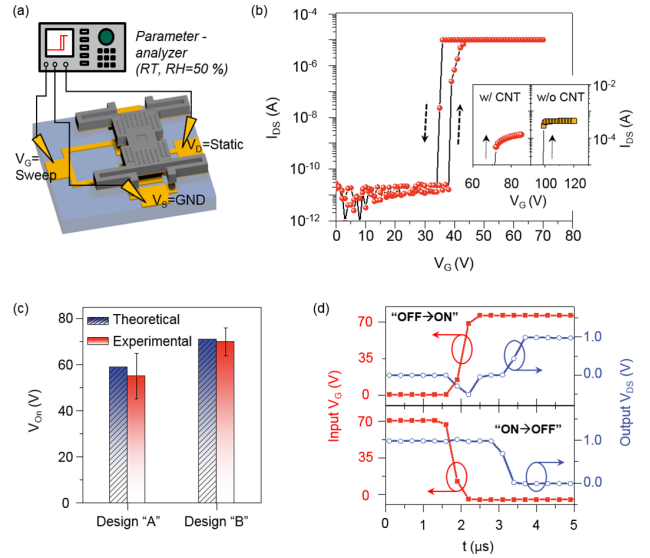 (a)
Parameter -
analyzer
(RT, RH=50 %)
V_G=
Sweep
V_D=Static
V_S=GND
(b)
I_DS (A)
10^-4
10^-6
10^-8
10^-10
10^-12
0 10 20 30 40 50 60 70 80
V_G (V)
w/ CNT
w/o CNT
10^-2
10^-4
I_DS (A)
60 80 100 120
V_G (V)
(c)
V_On (V)
80
60
40
20
0
Theoretical
Experimental
Design "A" Design "B"
(d)
"OFF→ON"
Input V_G (V)
70
35
0
1.0
0.0
Output V_DS (V)
"ON→OFF"
70
35
0
1.0
0.0
0 1 2 3 4 5
t (µs)